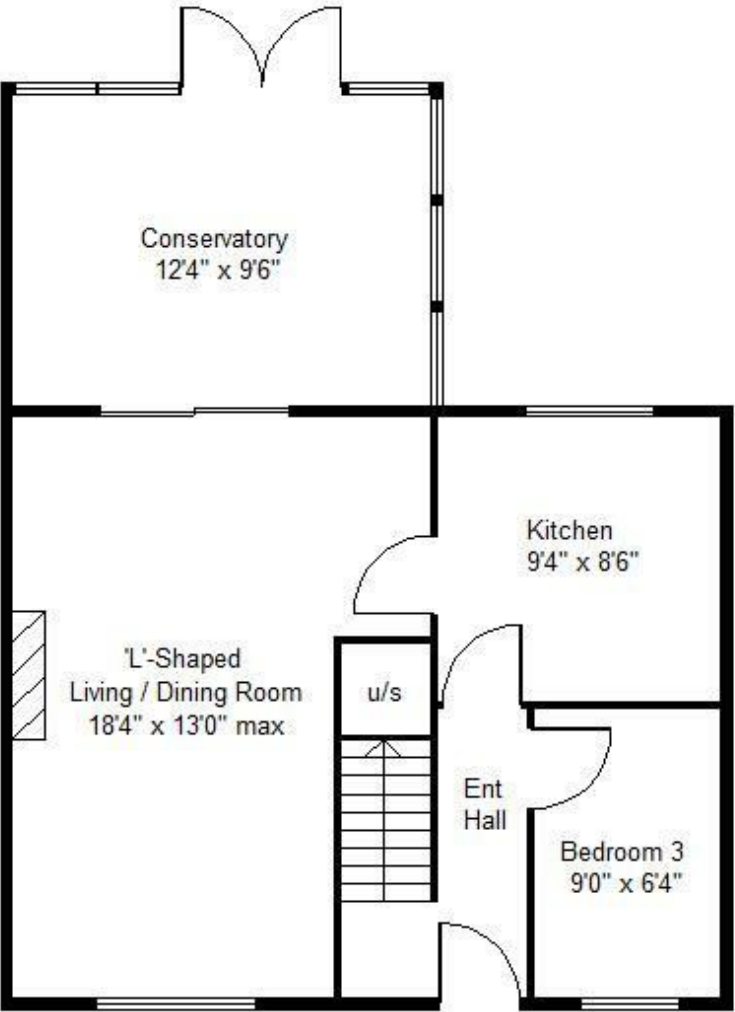 Conservatory
12'4" x 9'6"
Kitchen
9'4" x 8'6"
'L'-Shaped
Living / Dining Room
18'4" x 13'0" max
u/s
Ent
Hall
Bedroom 3
9'0" x 6'4"